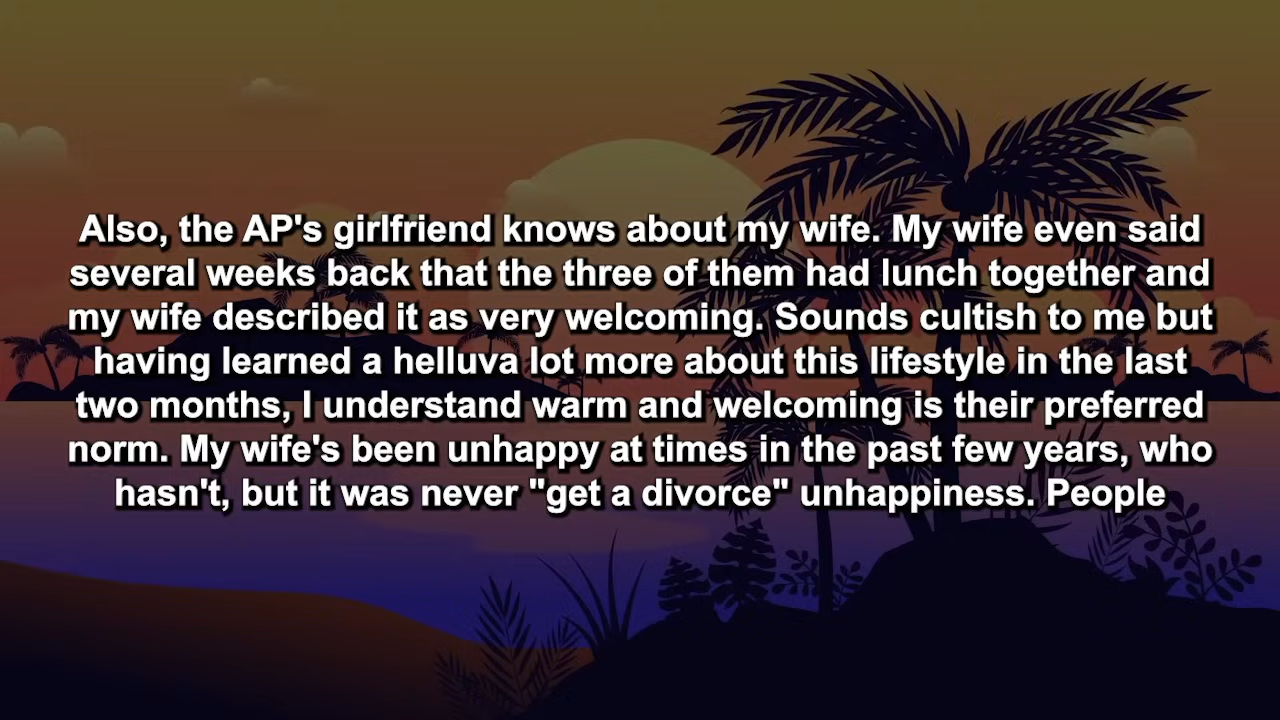 Also, the AP's girlfriend knows about my wife. My wife even said
several weeks back that the three of them had lunch together and
my wife described it as very welcoming. Sounds cultish to me but
having learned a helluva lot more about this lifestyle in the last
two months, I understand warm and welcoming is their preferred
norm. My wife's been unhappy at times in the past few years, who
hasn't, but it was never "get a divorce" unhappiness. People